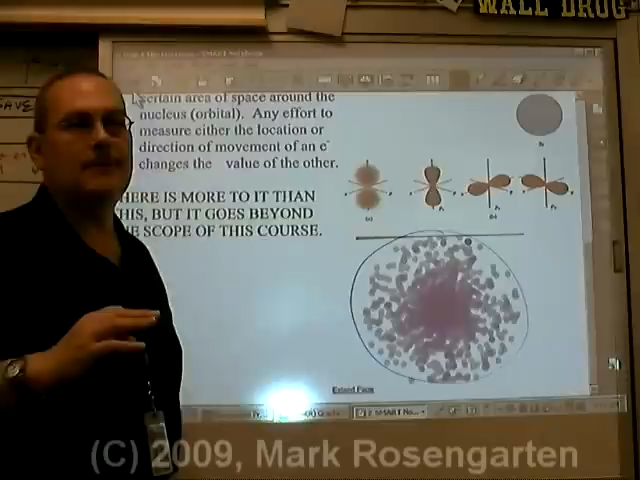 WALL DRUG
certain area of space around the
nucleus (orbital). Any effort to
measure either the location or
direction of movement of an e-
changes the value of the other.
HERE IS MORE TO IT THAN
HIS, BUT IT GOES BEYOND
E SCOPE OF THIS COURSE.
Extend Page
(C) 2009, Mark Rosengarten